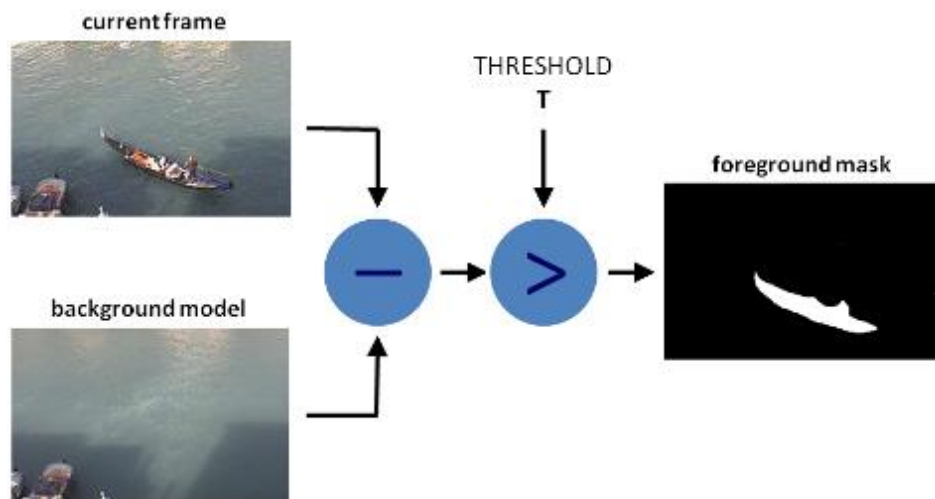 current frame
THRESHOLD
T
foreground mask
−
>
background model